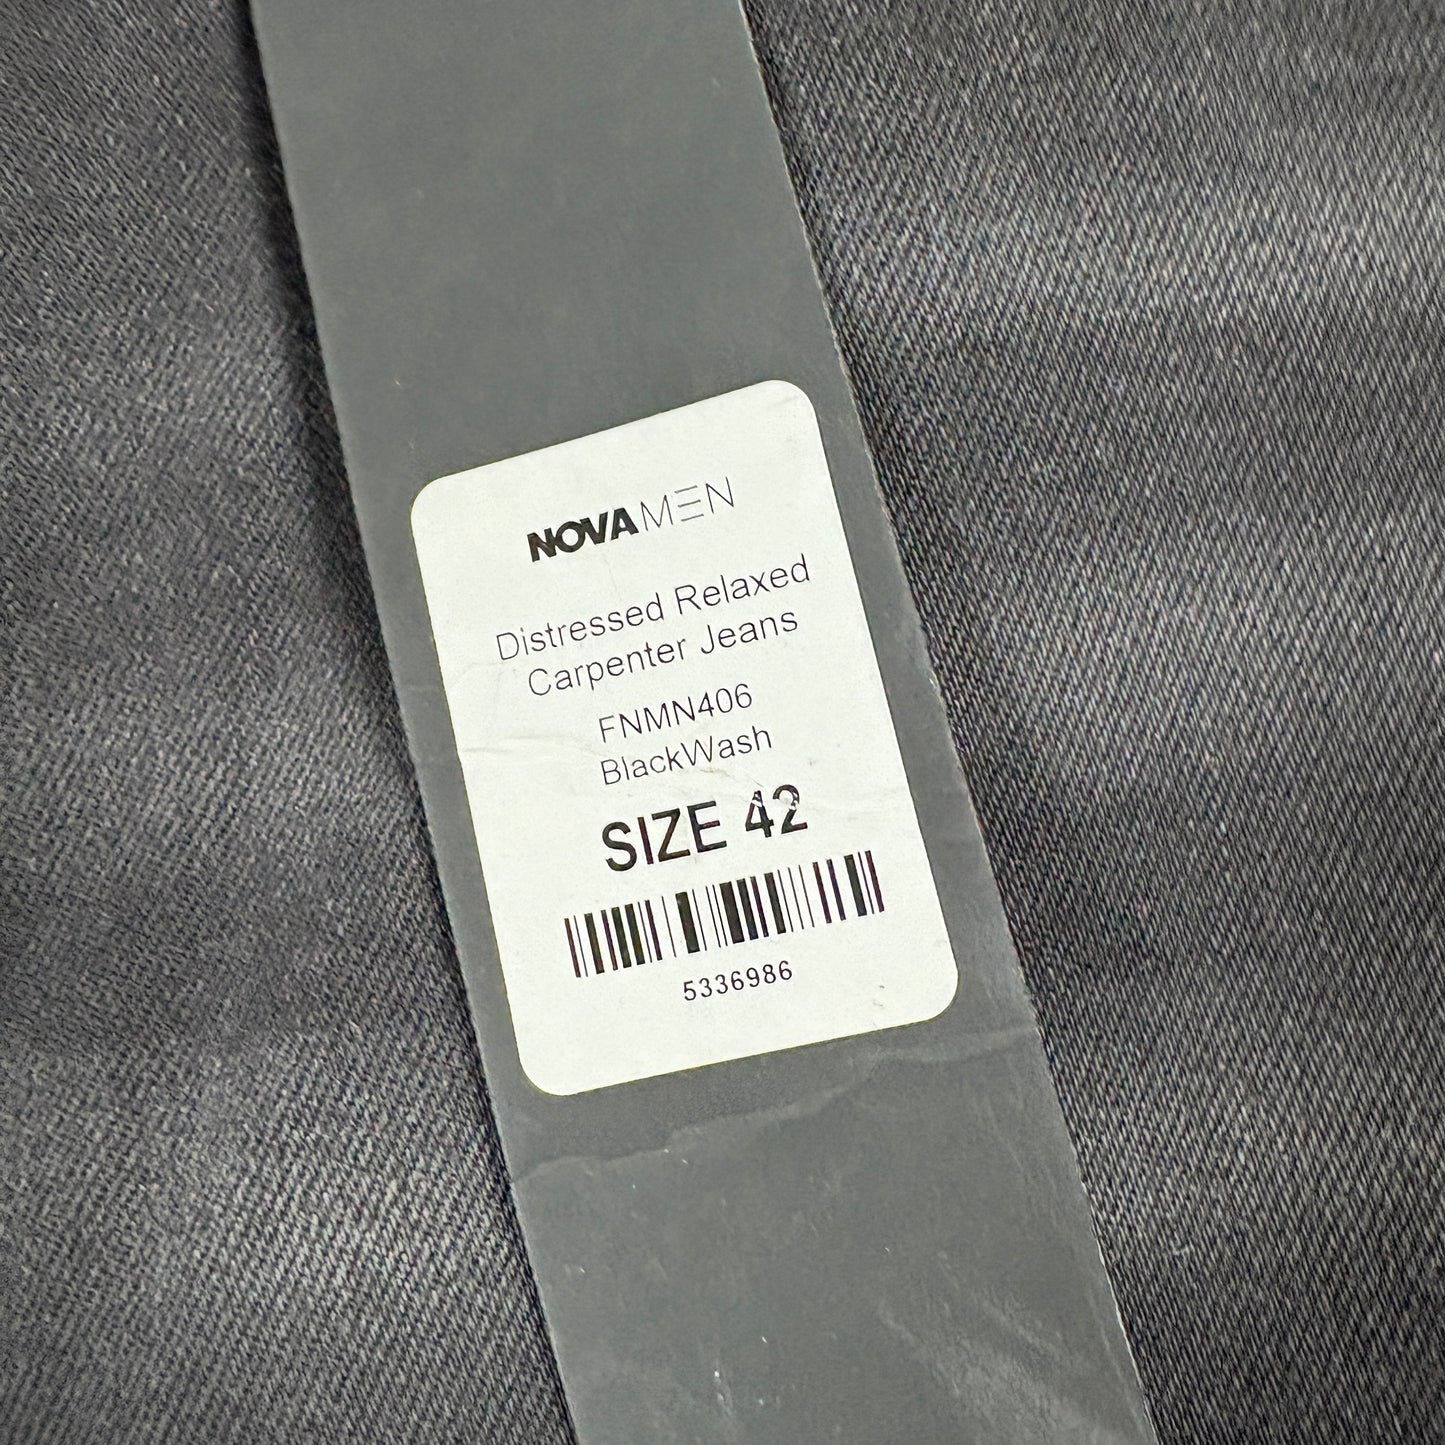 NOVAMEN
Distressed Relaxed
Carpenter Jeans
FNMN406
BlackWash
SIZE 42
5336986